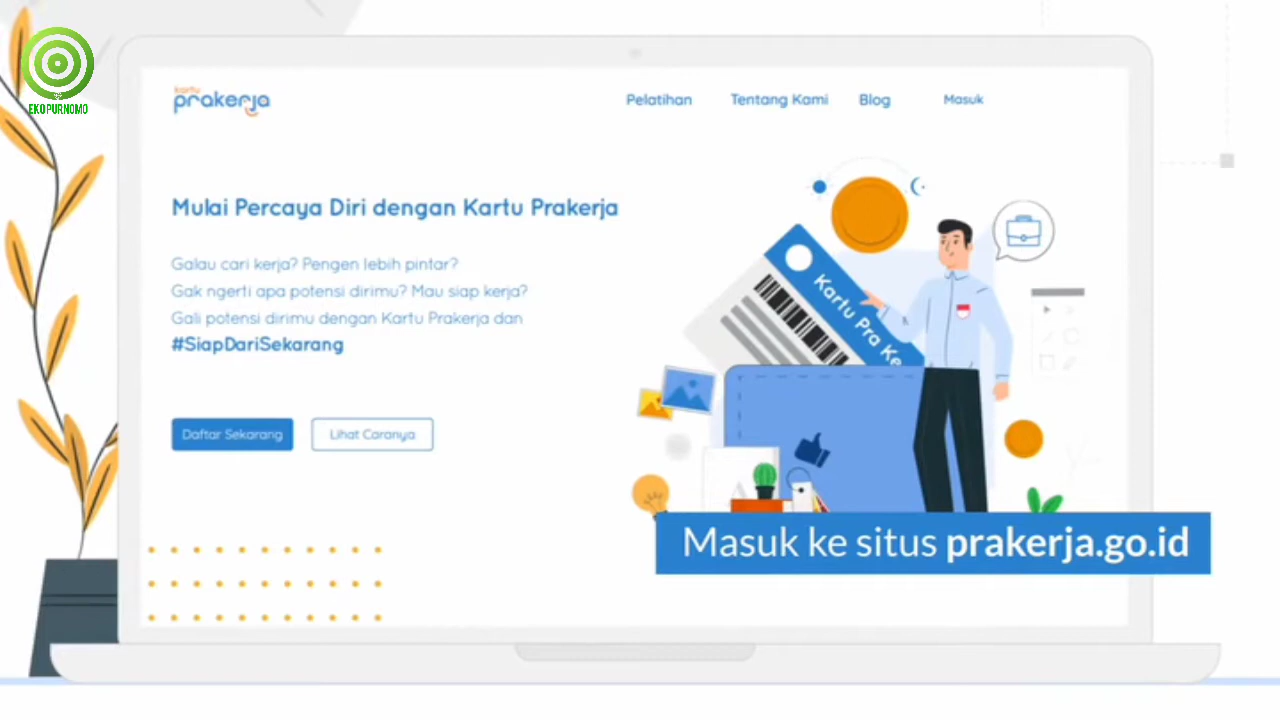 EKOPURNOMO
kartu
prakerja
Pelatihan
Tentang Kami
Blog
Masuk
Mulai Percaya Diri dengan Kartu Prakerja
Galau cari kerja? Pengen lebih pintar?
Gak ngerti apa potensi dirimu? Mau siap kerja?
Gali potensi dirimu dengan Kartu Prakerja dan
#SiapDariSekarang
Daftar Sekarang
Lihat Caranya
Kartu Pra Ke
Masuk ke situs prakerja.go.id